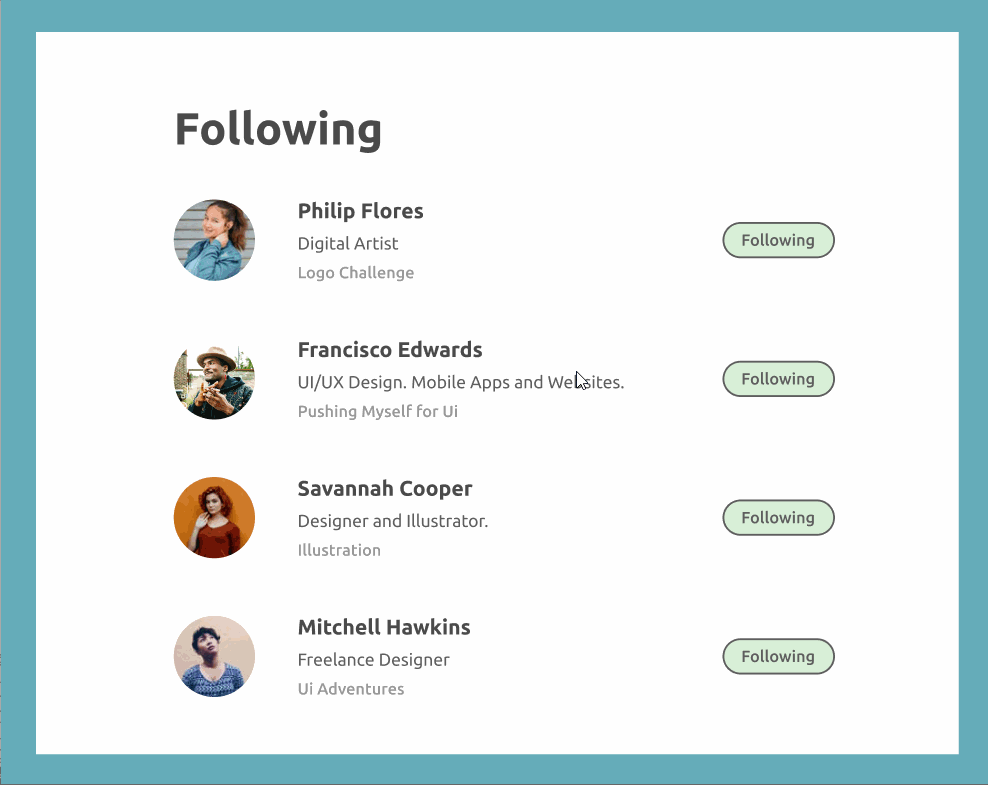 Following
Philip Flores
Digital Artist
Logo Challenge
Following
Francisco Edwards
UI/UX Design. Mobile Apps and Websites.
Pushing Myself for Ui
Following
Savannah Cooper
Designer and Illustrator.
Illustration
Following
Mitchell Hawkins
Freelance Designer
Ui Adventures
Following